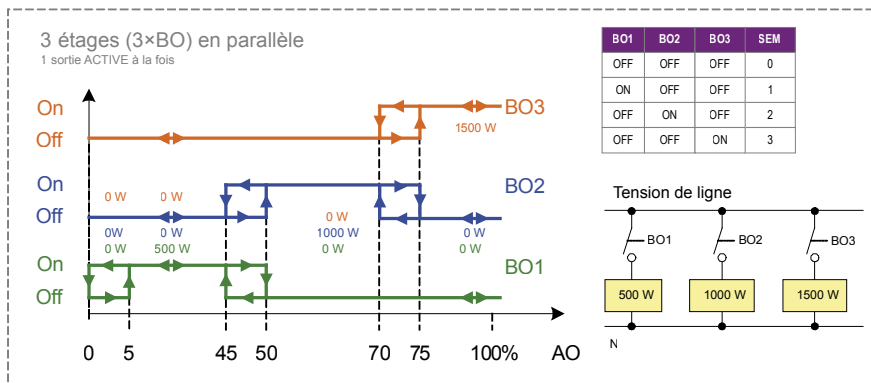 3 étages (3×BO) en parallèle
1 sortie ACTIVE à la fois
On
Off
BO3
1500 W
On
Off
BO2
0 W 0 W
0W 0 W
0 W 500 W
0 W
1000 W 0 W
0 W 0 W
On
Off
BO1
0 5 45 50 70 75 100% AO
BO1 BO2 BO3 SEM
OFF OFF OFF 0
ON OFF OFF 1
OFF ON OFF 2
OFF OFF ON 3
Tension de ligne
BO1 BO2 BO3
500 W 1000 W 1500 W
N